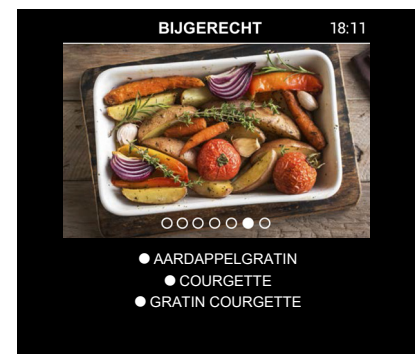 BIJGERECHT 18:11
● AARDAPPELGRATIN
● COURGETTE
● GRATIN COURGETTE